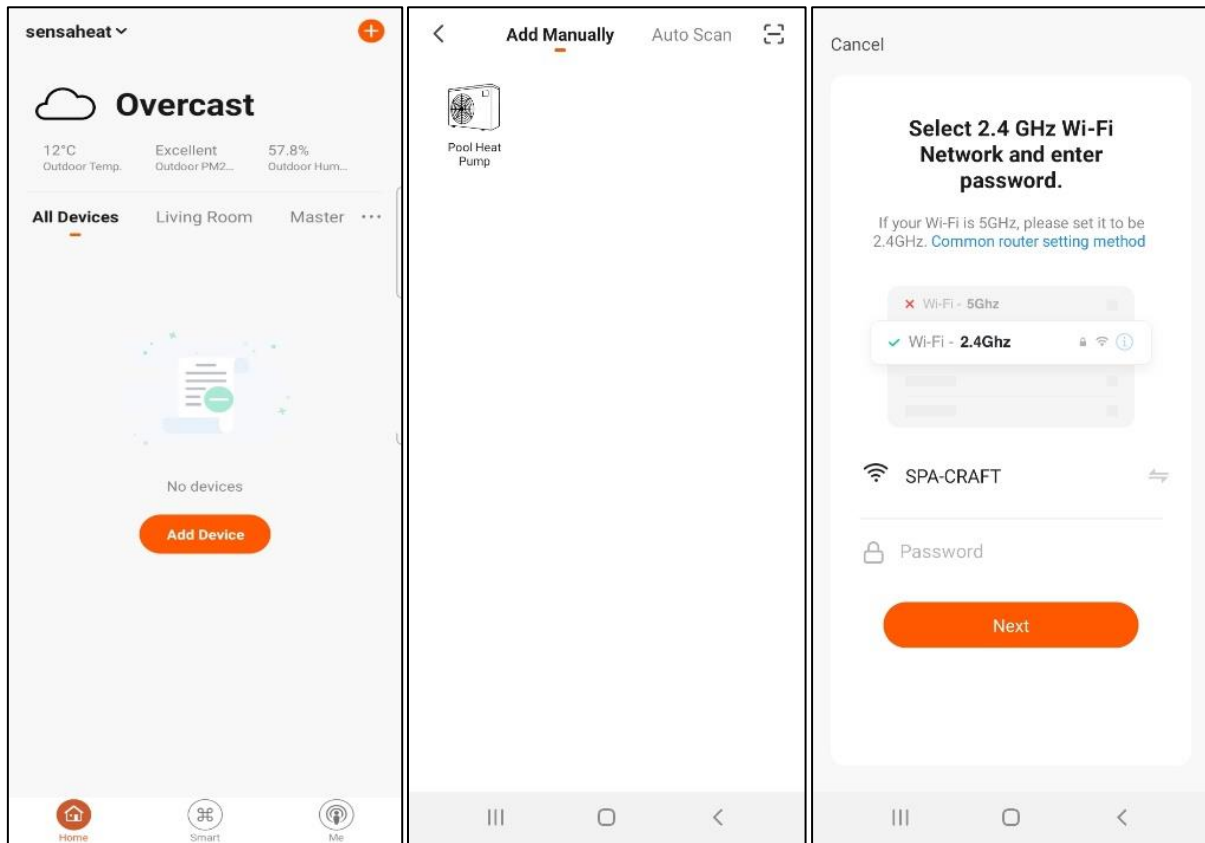 sensaheat
Overcast
12°C Excellent 57.8%
Outdoor Temp. Outdoor PM2... Outdoor Hum...
All Devices Living Room Master ...
No devices
Add Device
Home Smart Me
Add Manually Auto Scan
Pool Heat
Pump
Cancel
Select 2.4 GHz Wi-Fi
Network and enter
password.
If your Wi-Fi is 5GHz, please set it to be
2.4GHz. Common router setting method
Wi-Fi - 5Ghz
Wi-Fi - 2.4Ghz
SPA-CRAFT
Password
Next